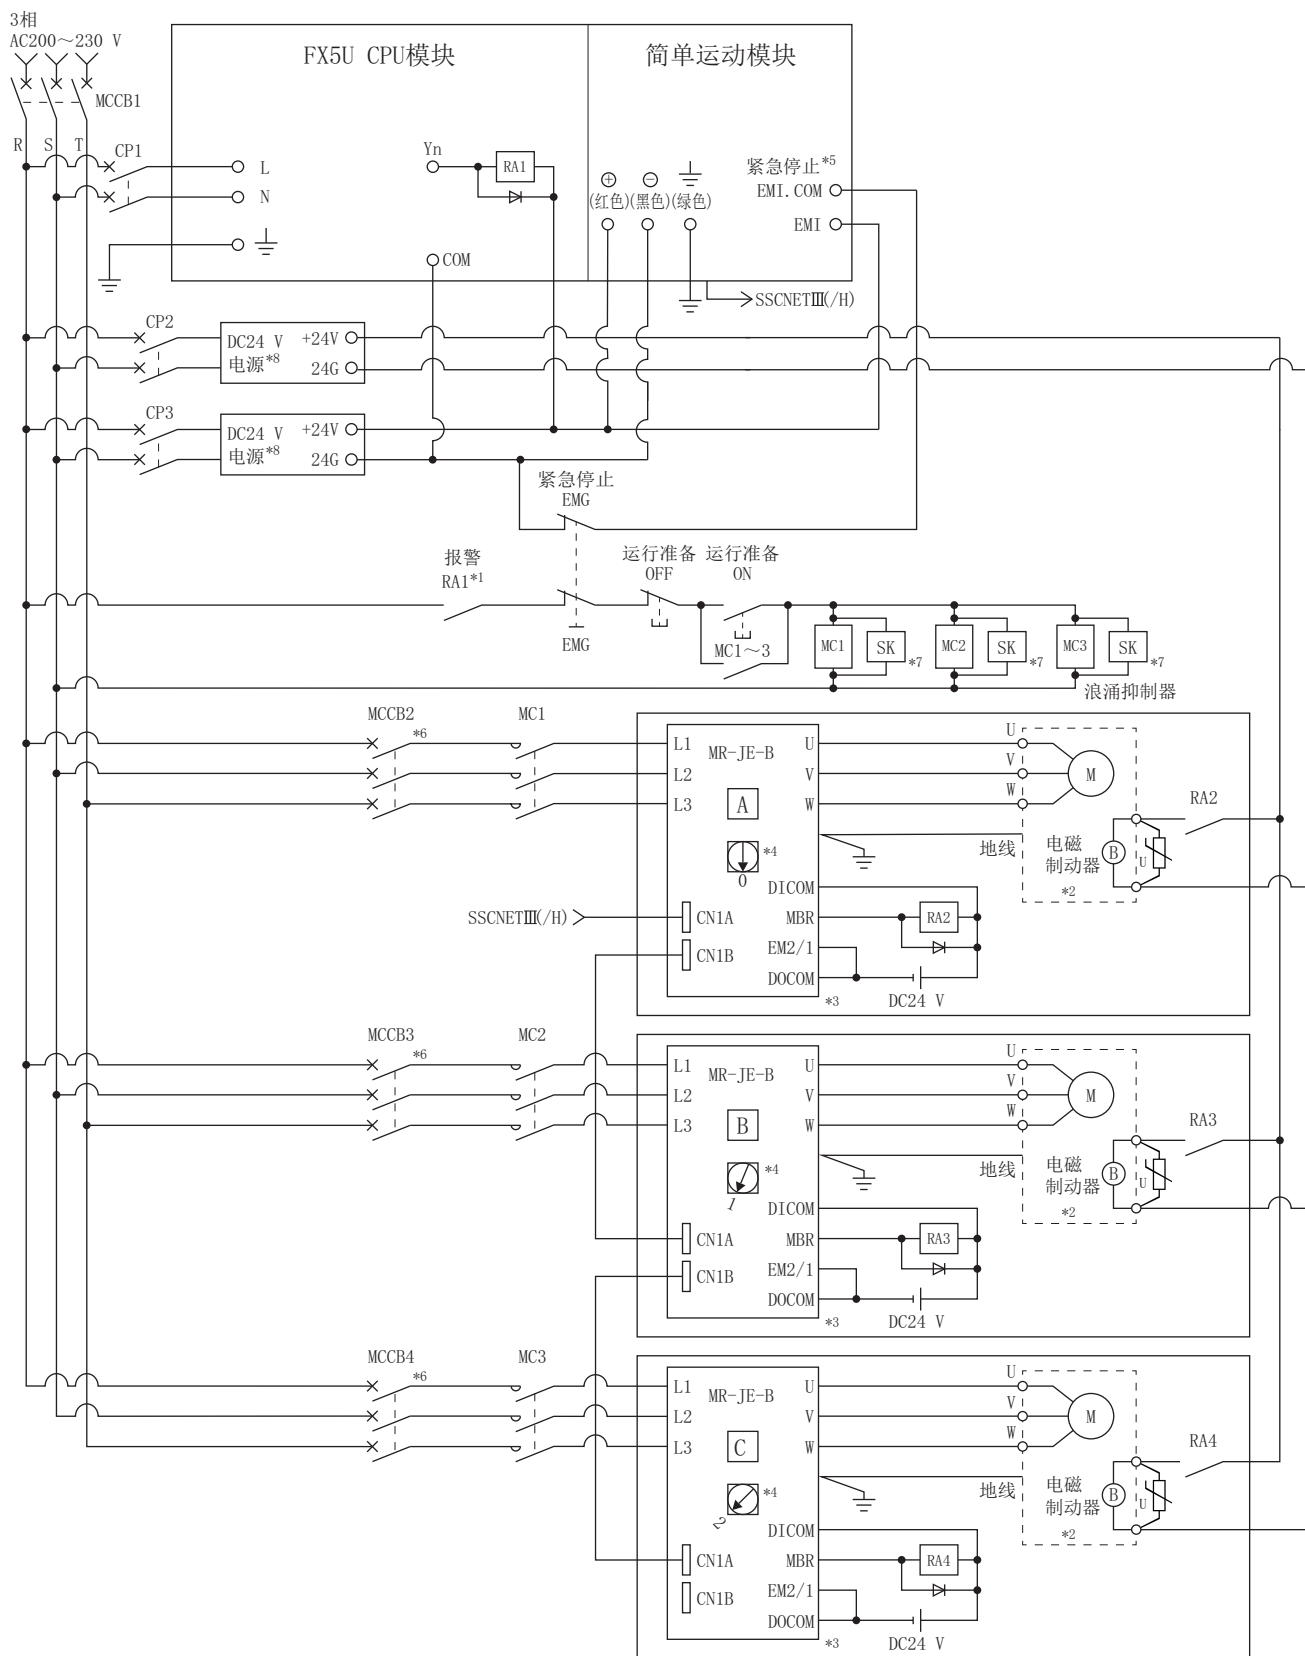 3相
AC200～230 V
MCCB1
R S T
FX5U CPU模块
简单运动模块
CP1
L
N
Yn
RA1
COM
(红色)(黑色)(绿色)
紧急停止*5
EMI.COM
EMI
SSCNETⅢ(/H)
CP2
DC24 V
电源*8
+24V
24G
CP3
DC24 V
电源*8
+24V
24G
紧急停止
EMG
报警
RA1*1
EMG
运行准备
OFF
运行准备
ON
MC1～3
MC1
SK
*7
MC2
SK
*7
MC3
SK
*7
浪涌抑制器
MCCB2
*6
MC1
L1
L2
L3
MR-JE-B
A
*4
0
U
V
W
U
V
W
M
RA2
地线
电磁
制动器
*2
B
U
DICOM
MBR
EM2/1
DOCOM
RA2
DC24 V
*3
SSCNETⅢ(/H)
CN1A
CN1B
MCCB3
*6
MC2
L1
L2
L3
MR-JE-B
B
*4
1
U
V
W
U
V
W
M
RA3
地线
电磁
制动器
*2
B
U
DICOM
MBR
EM2/1
DOCOM
RA3
DC24 V
*3
CN1A
CN1B
MCCB4
*6
MC3
L1
L2
L3
MR-JE-B
C
*4
2
U
V
W
U
V
W
M
RA4
地线
电磁
制动器
*2
B
U
DICOM
MBR
EM2/1
DOCOM
RA4
DC24 V
*3
CN1A
CN1B